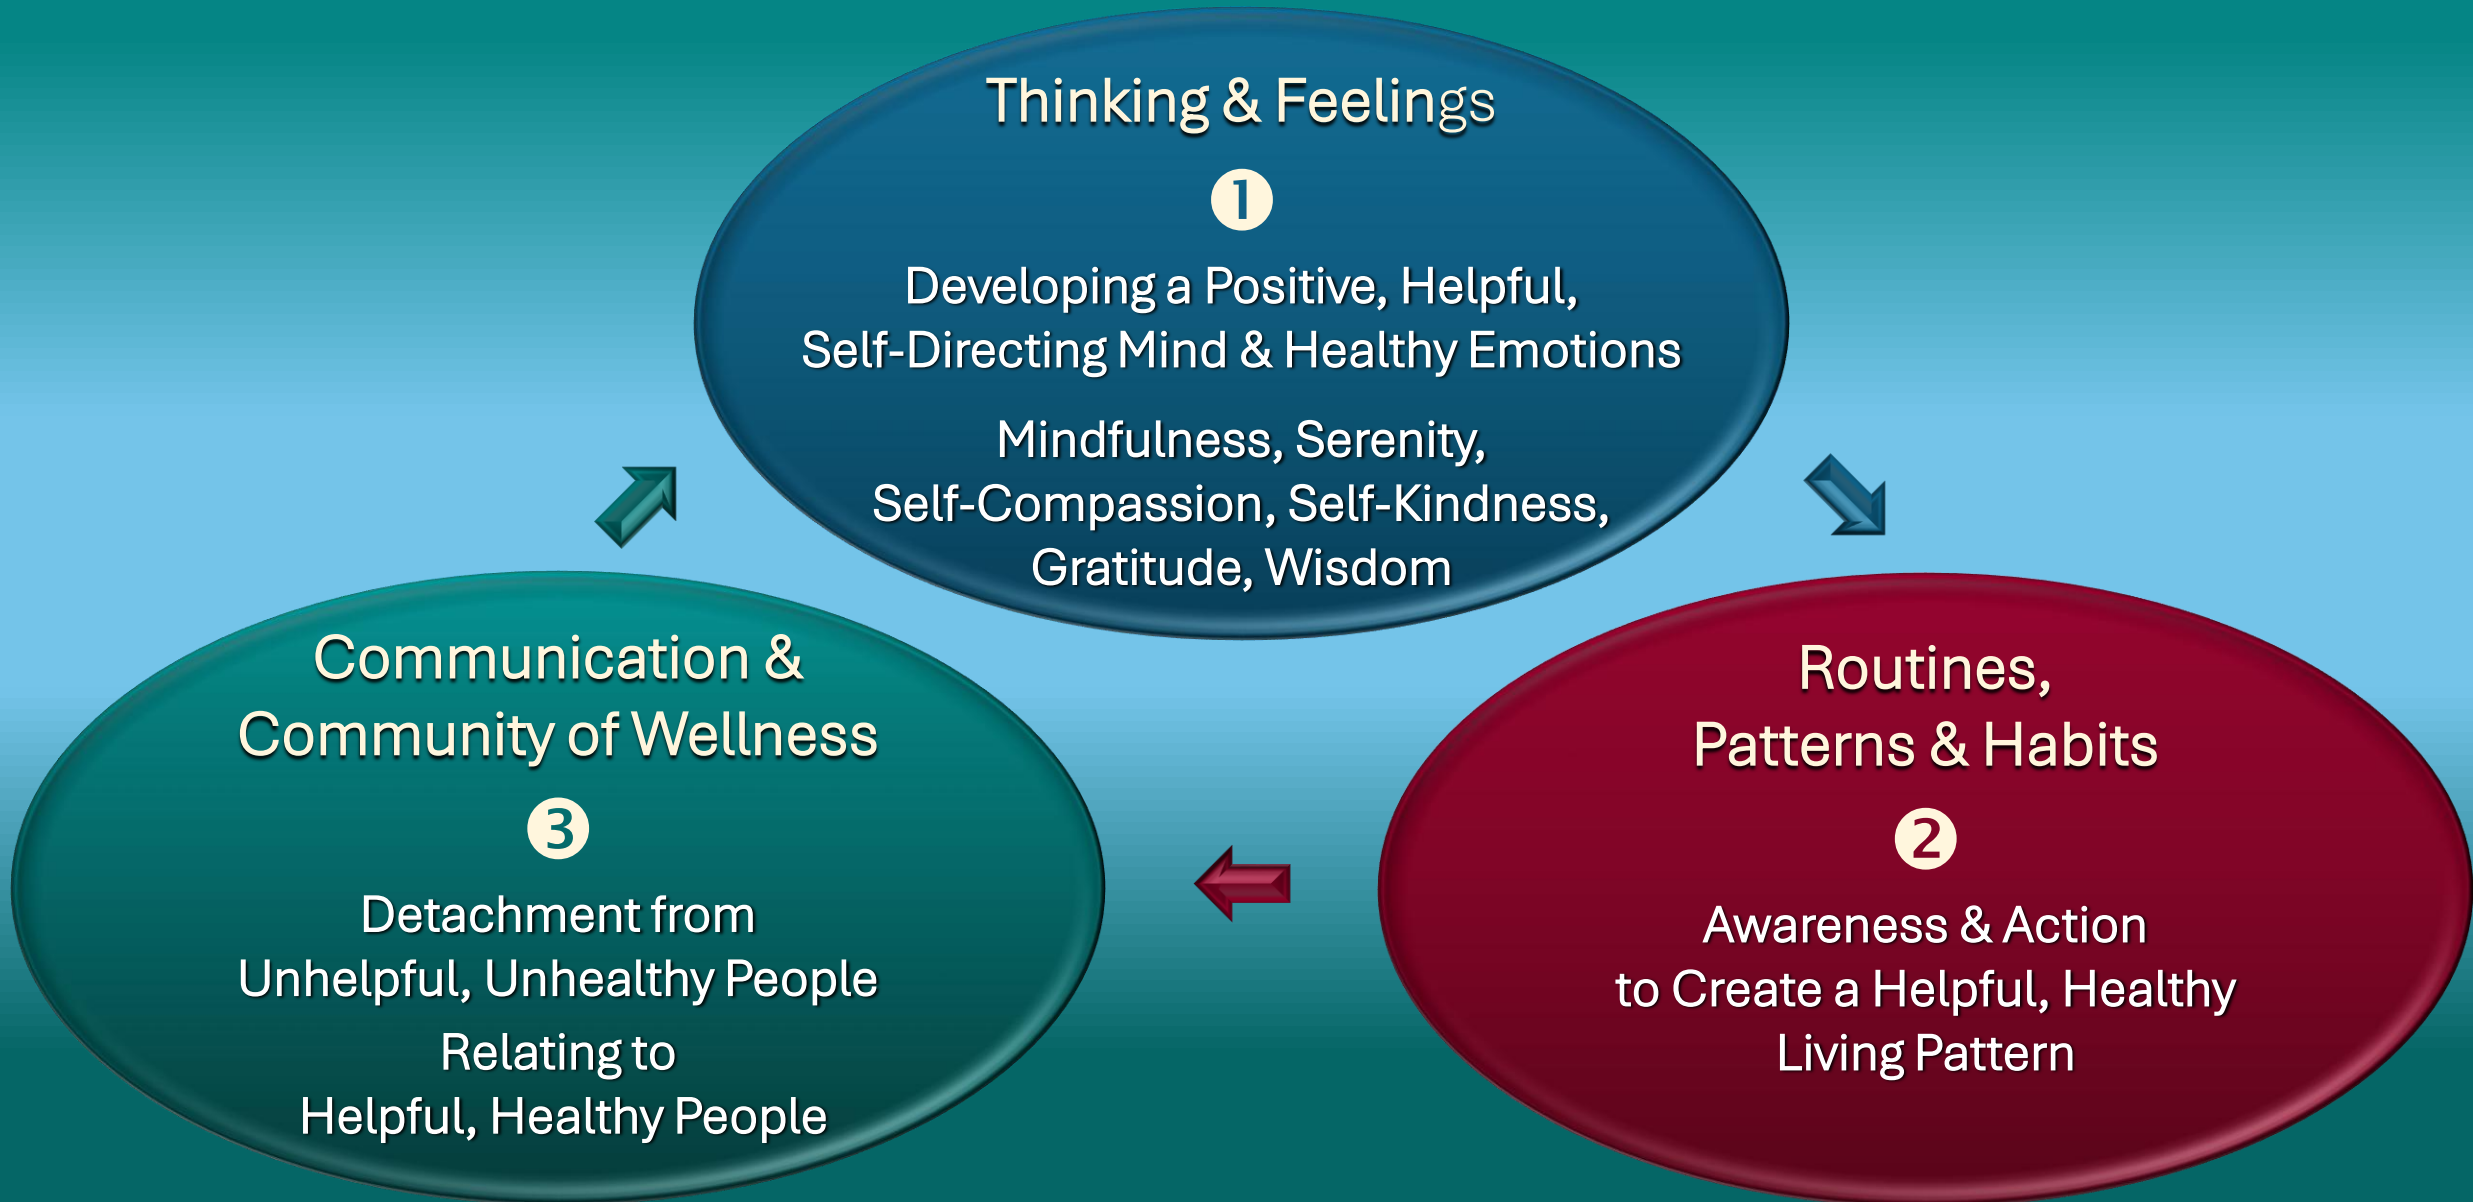 Thinking & Feelings
1
Developing a Positive, Helpful,
Self-Directing Mind & Healthy Emotions
Mindfulness, Serenity,
Self-Compassion, Self-Kindness,
Gratitude, Wisdom
Routines,
Patterns & Habits
2
Awareness & Action
to Create a Helpful, Healthy
Living Pattern
Communication &
Community of Wellness
3
Detachment from
Unhelpful, Unhealthy People
Relating to
Helpful, Healthy People